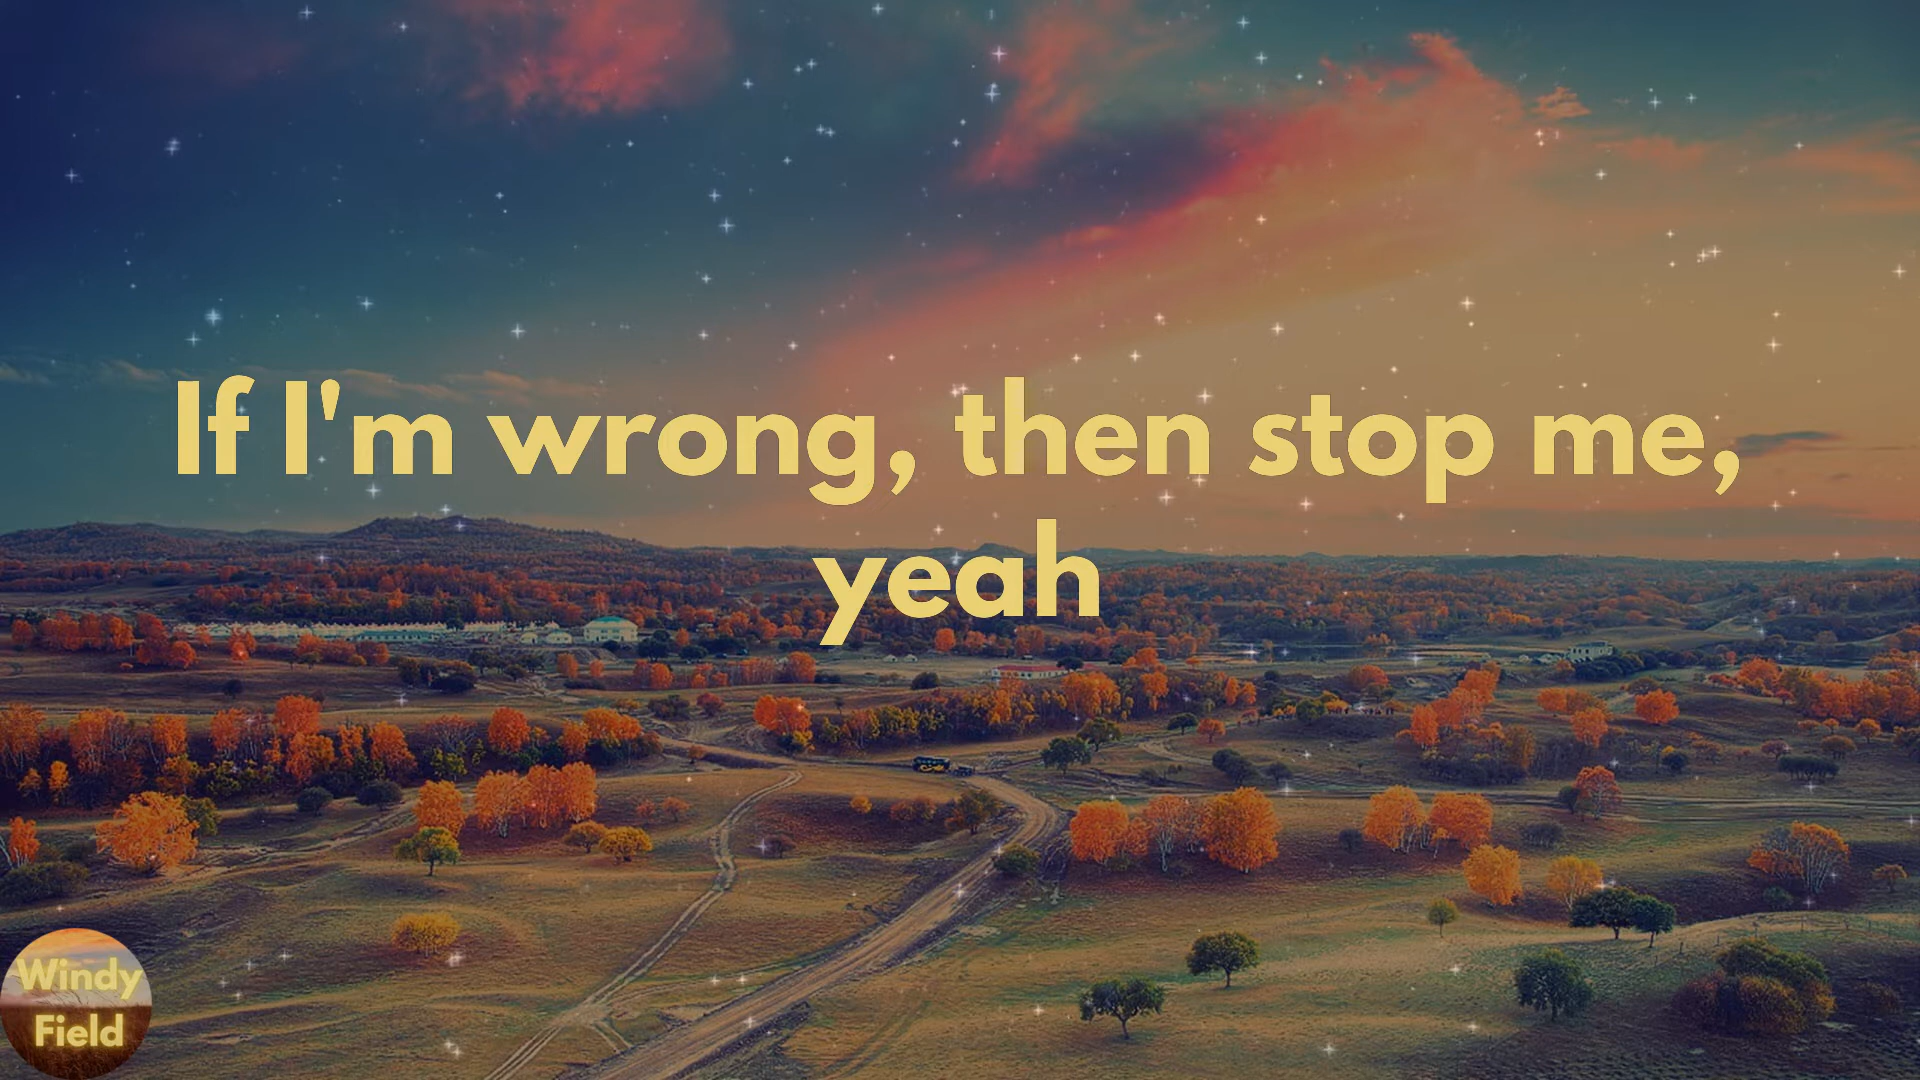 If I'm wrong, then stop me,
yeah
Windy
Field